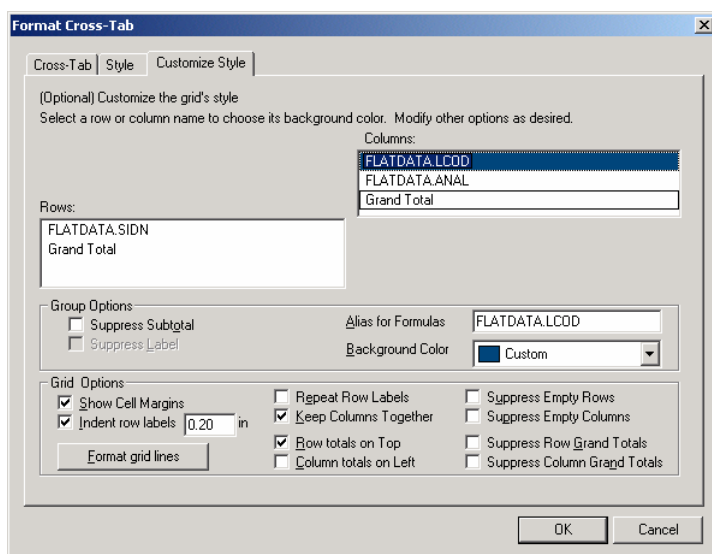 Format Cross-Tab
Cross-Tab Style Customize Style
(Optional) Customize the grid's style
Select a row or column name to choose its background color. Modify other options as desired.
Columns:
FLATDATA.LCOD
FLATDATA.ANAL
Grand Total
Rows:
FLATDATA.SIDN
Grand Total
Group Options
Suppress Subtotal
Suppress Label
Alias for Formulas FLATDATA.LCOD
Background Color Custom
Grid Options
Show Cell Margins
Indent row labels 0.20 in
Format grid lines
Repeat Row Labels
Keep Columns Together
Row totals on Top
Column totals on Left
Suppress Empty Rows
Suppress Empty Columns
Suppress Row Grand Totals
Suppress Column Grand Totals
OK Cancel